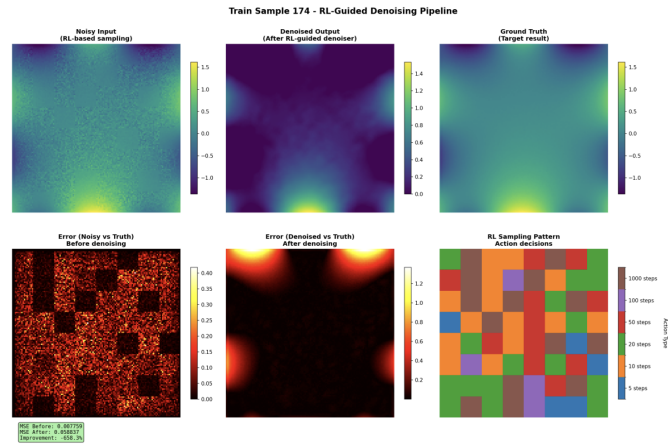 Train Sample 174 - RL-Guided Denoising Pipeline
Noisy Input
(RL-based sampling)
1.5
1.0
0.5
0.0
−0.5
−1.0
Denoised Output
(After RL-guided denoiser)
1.4
1.2
1.0
0.8
0.6
0.4
0.2
0.0
Ground Truth
(Target result)
1.5
1.0
0.5
0.0
−0.5
−1.0
Error (Noisy vs Truth)
Before denoising
0.40
0.35
0.30
0.25
0.20
0.15
0.10
0.05
0.00
MSE Before: 0.007759
MSE After: 0.058837
Improvement: -658.3%
Error (Denoised vs Truth)
After denoising
1.2
1.0
0.8
0.6
0.4
0.2
RL Sampling Pattern
Action decisions
1000 steps
100 steps
50 steps
20 steps
10 steps
5 steps
Action Type